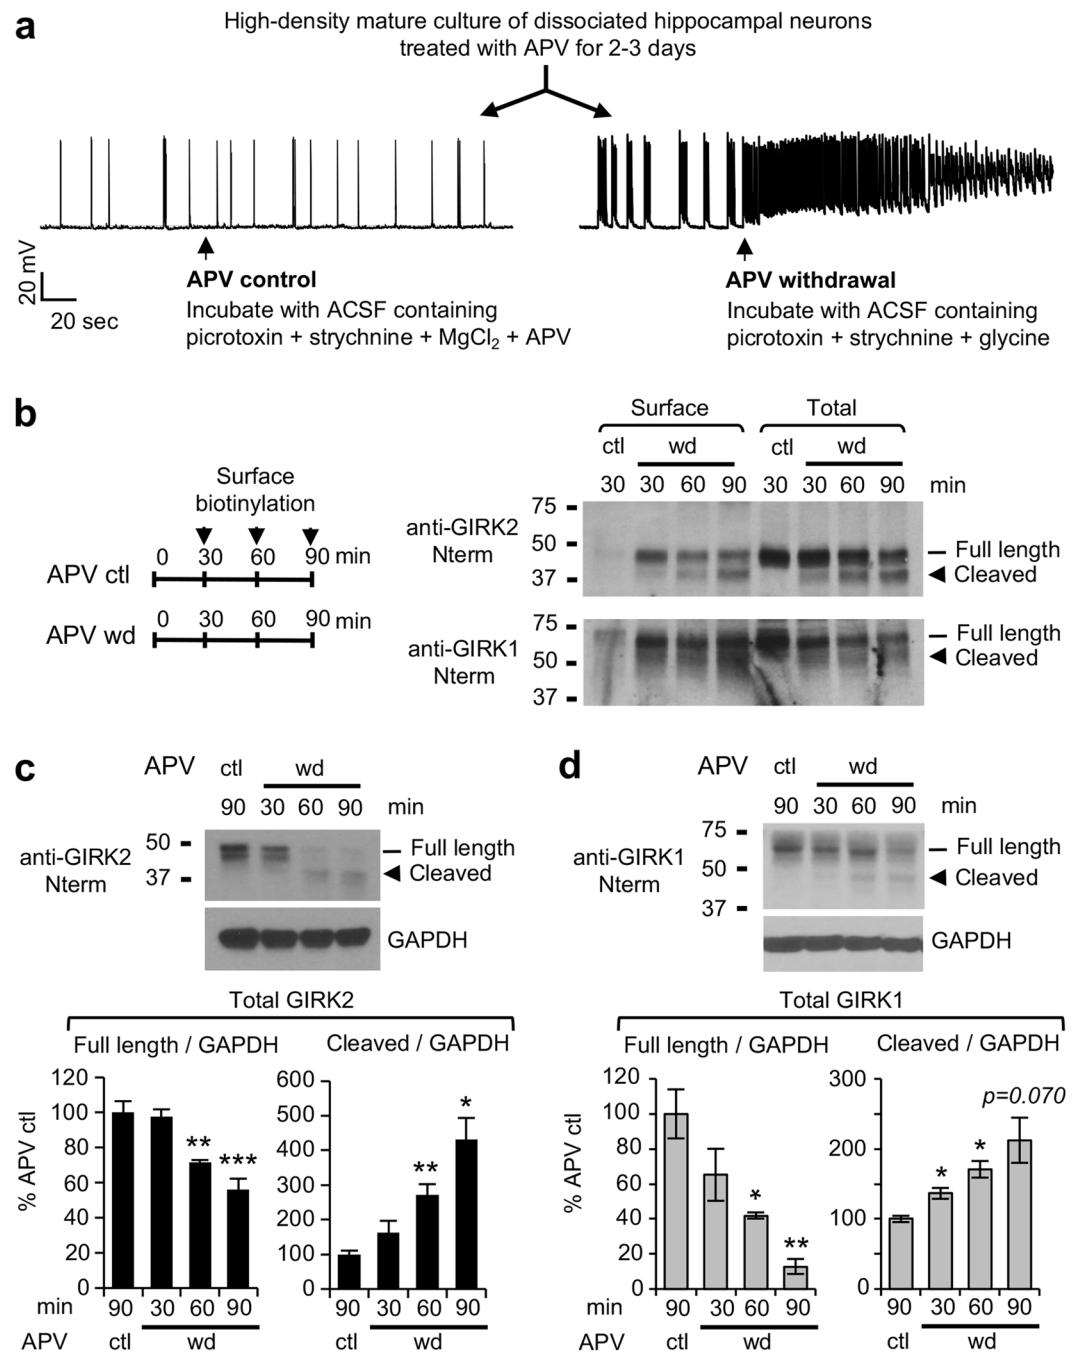 a
High-density mature culture of dissociated hippocampal neurons
treated with APV for 2-3 days
20 mV
20 sec
APV control
Incubate with ACSF containing
picrotoxin + strychnine + MgCl₂ + APV
APV withdrawal
Incubate with ACSF containing
picrotoxin + strychnine + glycine
b
Surface
biotinylation
0 30 60 90 min
APV ctl
0 30 60 90 min
APV wd
Surface Total
ctl wd ctl wd
30 30 60 90 30 30 60 90 min
anti-GIRK2
Nterm
75
50
37
Full length
Cleaved
anti-GIRK1
Nterm
75
50
37
Full length
Cleaved
c
APV ctl wd
90 30 60 90 min
anti-GIRK2
Nterm
50
37
Full length
Cleaved
GAPDH
Total GIRK2
Full length / GAPDH
Cleaved / GAPDH
% APV ctl
120
100
80
60
40
20
0
** ***
600
500
400
300
200
100
0
** *
min 90 30 60 90 90 30 60 90
APV ctl wd ctl wd
d
APV ctl wd
90 30 60 90 min
anti-GIRK1
Nterm
75
50
37
Full length
Cleaved
GAPDH
Total GIRK1
Full length / GAPDH
Cleaved / GAPDH
% APV ctl
120
100
80
60
40
20
0
* **
300
200
100
0
* * p=0.070
min 90 30 60 90 90 30 60 90
APV ctl wd ctl wd